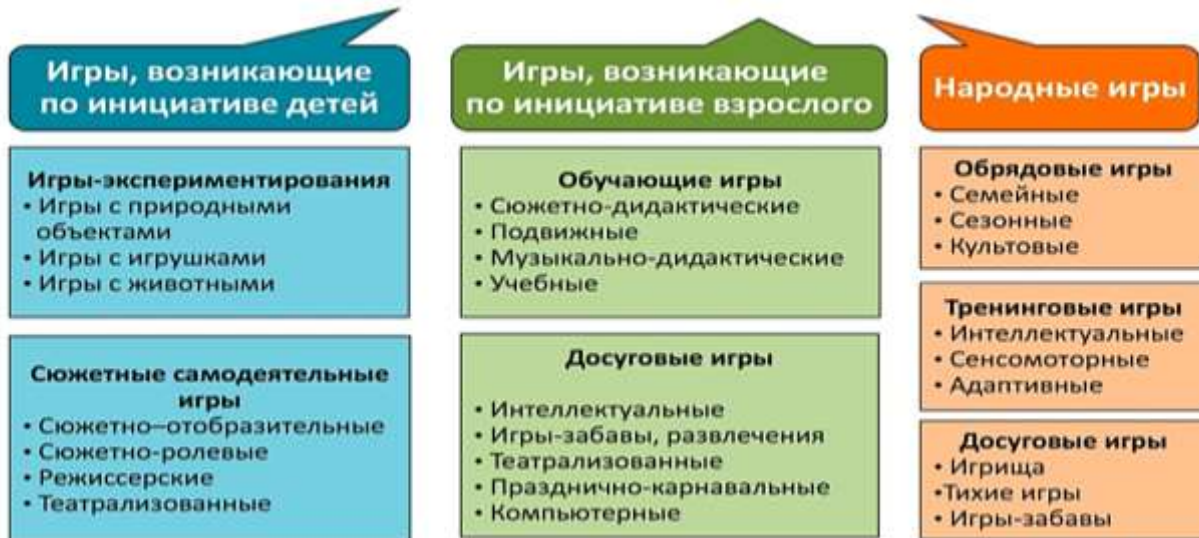 Игры, возникающие
по инициативе детей
Игры-экспериментирования
• Игры с природными
объектами
• Игры с игрушками
• Игры с животными
Сюжетные самодеятельные
игры
• Сюжетно–отобразительные
• Сюжетно-ролевые
• Режиссерские
• Театрализованные
Игры, возникающие
по инициативе взрослого
Обучающие игры
• Сюжетно-дидактические
• Подвижные
• Музыкально-дидактические
• Учебные
Досуговые игры
• Интеллектуальные
• Игры-забавы, развлечения
• Театрализованные
• Празднично-карнавальные
• Компьютерные
Народные игры
Обрядовые игры
• Семейные
• Сезонные
• Культовые
Тренинговые игры
• Интеллектуальные
• Сенсомоторные
• Адаптивные
Досуговые игры
• Игрища
•Тихие игры
• Игры-забавы